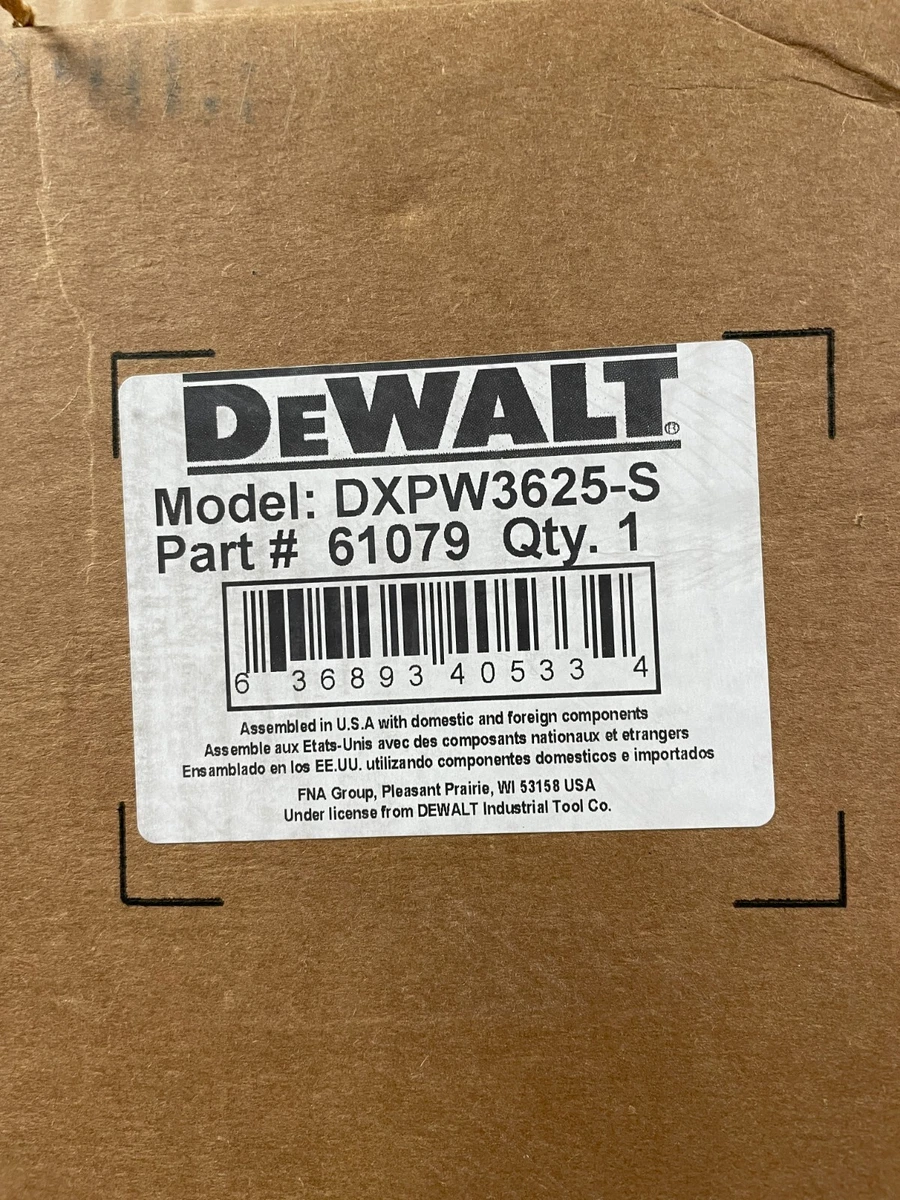 DEWALT®
Model: DXPW3625-S
Part # 61079 Qty. 1
6 36893 40533 4
Assembled in U.S.A with domestic and foreign components
Assemble aux Etats-Unis avec des composants nationaux et etrangers
Ensamblado en los EE.UU. utilizando componentes domesticos e importados
FNA Group, Pleasant Prairie, WI 53158 USA
Under license from DEWALT Industrial Tool Co.